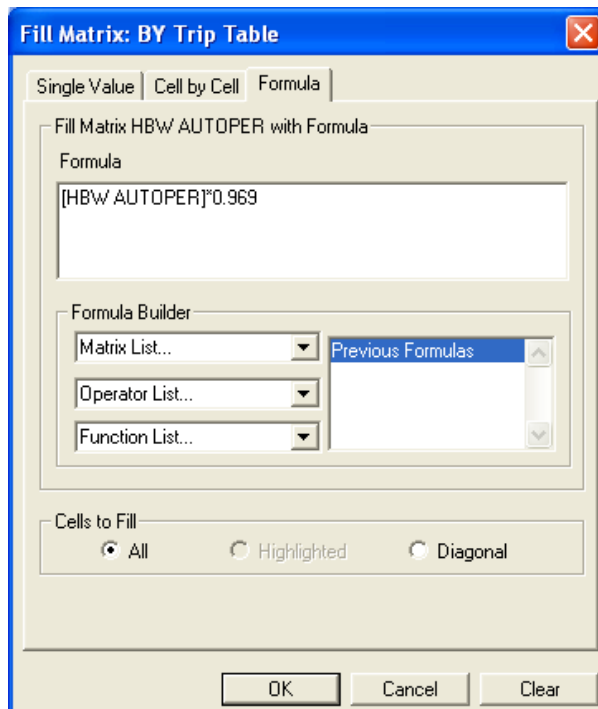 Fill Matrix: BY Trip Table
Single Value Cell by Cell Formula
Fill Matrix HBW AUTOPER with Formula
Formula
[HBW AUTOPER]*0.969
Formula Builder
Matrix List...
Previous Formulas
Operator List...
Function List...
Cells to Fill
All Highlighted Diagonal
OK Cancel Clear